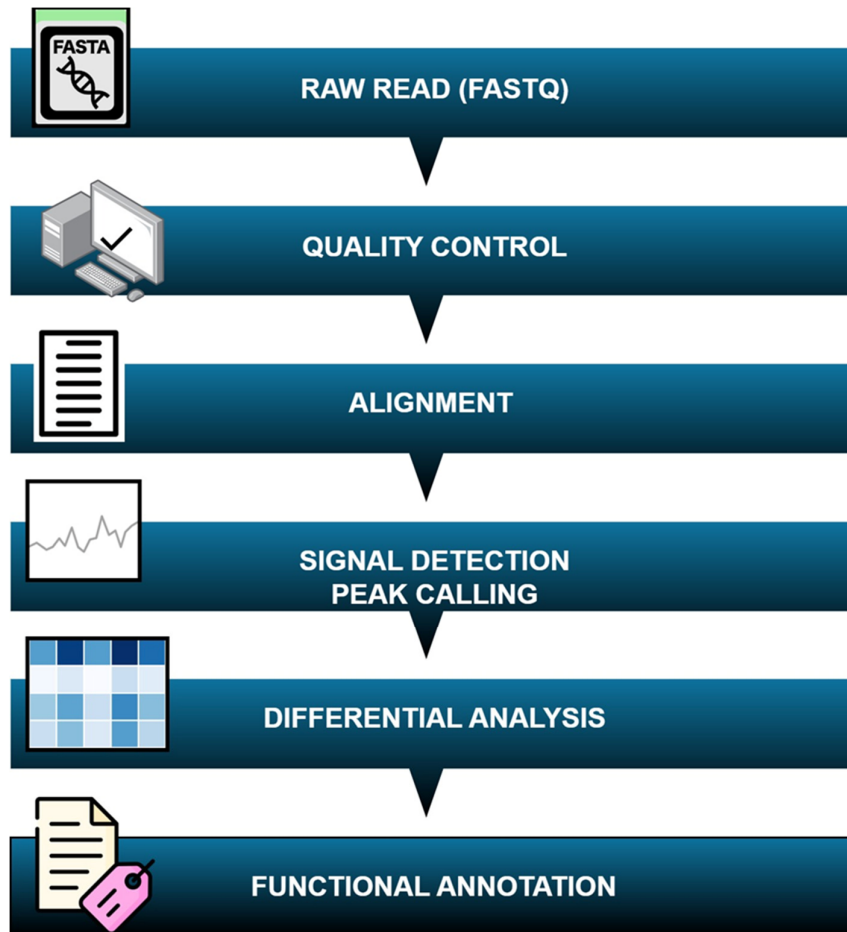 FASTA
RAW READ (FASTQ)
QUALITY CONTROL
ALIGNMENT
SIGNAL DETECTION
PEAK CALLING
DIFFERENTIAL ANALYSIS
FUNCTIONAL ANNOTATION